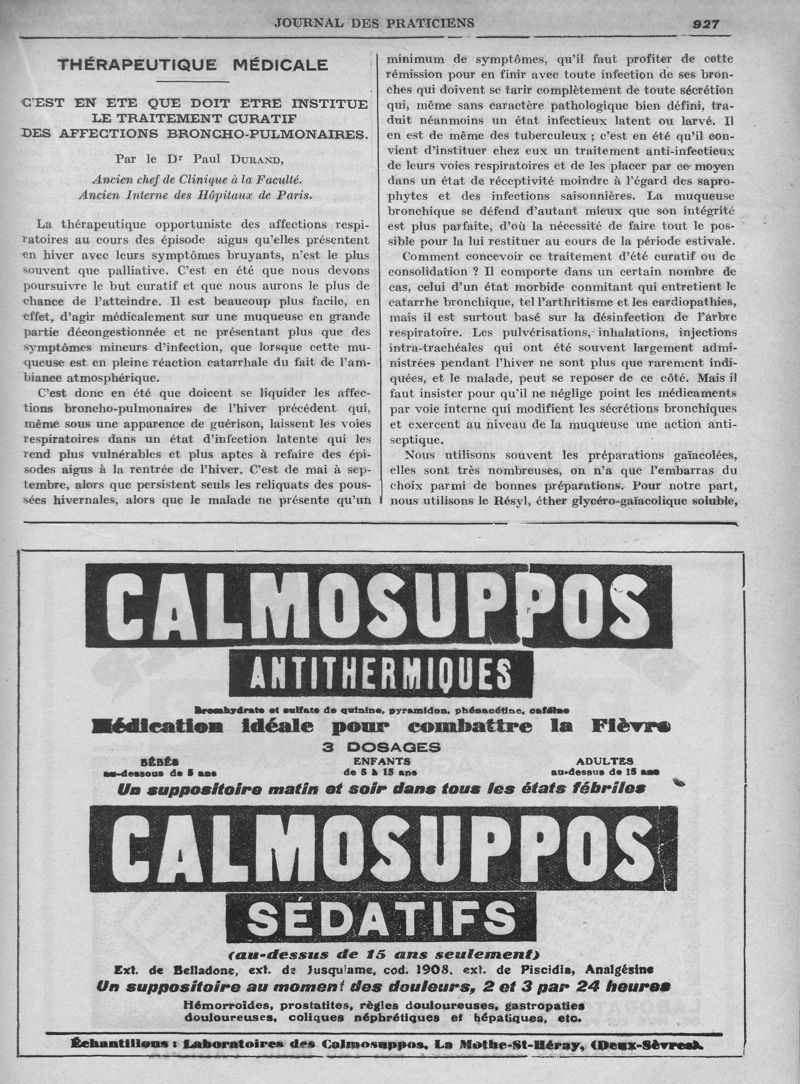 JOURNAL DES PRATICIENS 927
THÉRAPEUTIQUE MÉDICALE
C'EST EN ÉTÉ QUE DOIT ETRE INSTITUE
LE TRAITEMENT CURATIF
DES AFFECTIONS BRONCHO-PULMONAIRES.
Par le Dr Paul DURAND,
Ancien chef de Clinique à la Faculté.
Ancien Interne des Hôpitaux de Paris.
La thérapeutique opportuniste des affections respi-
ratoires au cours des épisode aigus qu'elles présentent
en hiver avec leurs symptômes bruyants, n'est le plus
souvent que palliative. C'est en été que nous devons
poursuivre le but curatif et que nous aurons le plus de
chance de l'atteindre. Il est beaucoup plus facile, en
effet, d'agir médicalement sur une muqueuse en grande
partie décongestionnée et ne présentant plus que des
symptômes mineurs d'infection, que lorsque cette mu-
queuse est en pleine réaction catarrhale du fait de l'am-
biance atmosphérique.
C'est donc en été que doicent se liquider les affec-
tions broncho-pulmonaires de l'hiver précédent qui,
même sous une apparence de guérison, laissent les voies
respiratoires dans un état d'infection latente qui les
rend plus vulnérables et plus aptes à refaire des épi-
sodes aigus à la rentrée de l'hiver. C'est de mai à sep-
tembre, alors que persistent seuls les reliquats des pous-
sées hivernales, alors que le malade ne présente qu'un
minimum de symptômes, qu'il faut profiter de cette
rémission pour en finir avec toute infection de ses bron-
ches qui doivent se tarir complètement de toute sécrétion
qui, même sans caractère pathologique bien défini, tra-
duit néanmoins un état infectieux latent ou larvé. Il
en est de même des tuberculeux ; c'est en été qu'il con-
vient d'instituer chez eux un traitement anti-infectieux
de leurs voies respiratoires et de les placer par ce moyen
dans un état de réceptivité moindre à l'égard des sapro-
phytes et des infections saisonnières. La muqueuse
bronchique se défend d'autant mieux que son intégrité
est plus parfaite, d'où la nécessité de faire tout le pos-
sible pour la lui restituer au cours de la période estivale.
Comment concevoir ce traitement d'été curatif ou de
consolidation ? Il comporte dans un certain nombre de
cas, celui d'un état morbide conmitant qui entretient le
catarrhe bronchique, tel l'arthritisme et les cardiopathies,
mais il est surtout basé sur la désinfection de l'arbre
respiratoire. Les pulvérisations, inhalations, injections
intra-trachéales qui ont été souvent largement admi-
nistrées pendant l'hiver ne sont plus que rarement indi-
quées, et le malade, peut se reposer de ce côté. Mais il
faut insister pour qu'il ne néglige point les médicaments
par voie interne qui modifient les sécrétions bronchiques
et exercent au niveau de la muqueuse une action anti-
septique.
Nous utilisons souvent les préparations gaïacolées,
elles sont très nombreuses, on n'a que l'embarras du
choix parmi de bonnes préparations. Pour notre part,
nous utilisons le Résyl, éther glycéro-gaïacolique soluble,
CALMOSUPPOS
ANTITHERMIQUES
Bromhydrate et sulfate de quinine, pyramidon, phénacétine, caféine
Médication idéale pour combattre la Fièvre
3 DOSAGES
BÉBÉS ENFANTS ADULTES
au-dessous de 5 ans de 5 à 15 ans au-dessus de 15 ans
Un suppositoire matin et soir dans tous les états fébriles
CALMOSUPPOS
SÉDATIFS
(au-dessus de 15 ans seulement)
Ext. de Belladone, ext. de Jusquiame, cod. 1908. ext. de Piscidia, Analgésine
Un suppositoire au moment des douleurs, 2 et 3 par 24 heures
Hémorroïdes, prostatites, règles douloureuses, gastropaties
douloureuses, coliques néphrétiques et hépatiques, etc.
Échantillons : Laboratoires des Calmosuppos, La Mothe-St-Héray, (Deux-Sèvres).